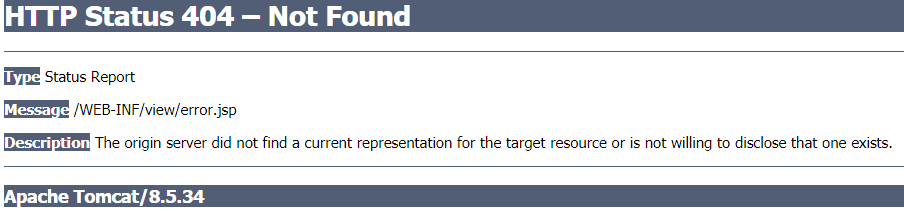 HTTP Status 404 – Not Found
Type Status Report
Message /WEB-INF/view/error.jsp
Description The origin server did not find a current representation for the target resource or is not willing to disclose that one exists.
Apache Tomcat/8.5.34